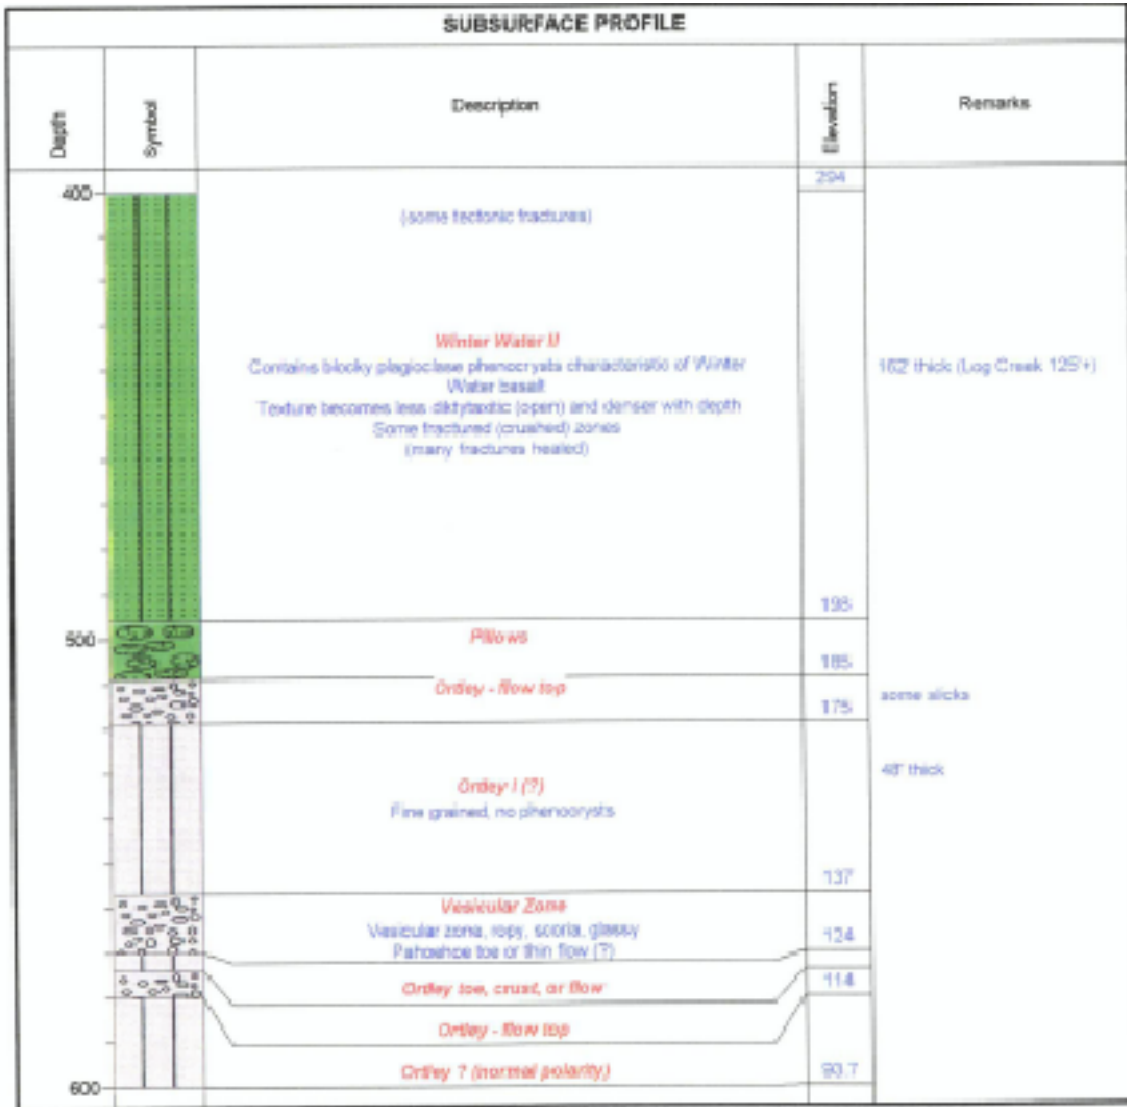 SUBSURFACE PROFILE
Depth
Symbol
Description
Elevation
Remarks
400
294
(some tectonic fractures)
Winter Water II
Contains blocky plagioclase phenocrysts characteristic of Winter
Water basalt
162' thick (Log Creek 125'+)
Texture becomes less diktytaxitic (open) and denser with depth
Some fractured (crushed) zones
(many fractures healed)
500
Pillows
185
Ortley - flow top
some slicks
175
48' thick
Ortley I (?)
Fine grained, no phenocrysts
137
Vesicular Zone
Vesicular zone, ropy, scoria, glassy
124
Pahoehoe toe or thin flow (?)
Ortley toe, crust, or flow
Ortley - flow top
Ortley ? (normal polarity)
600